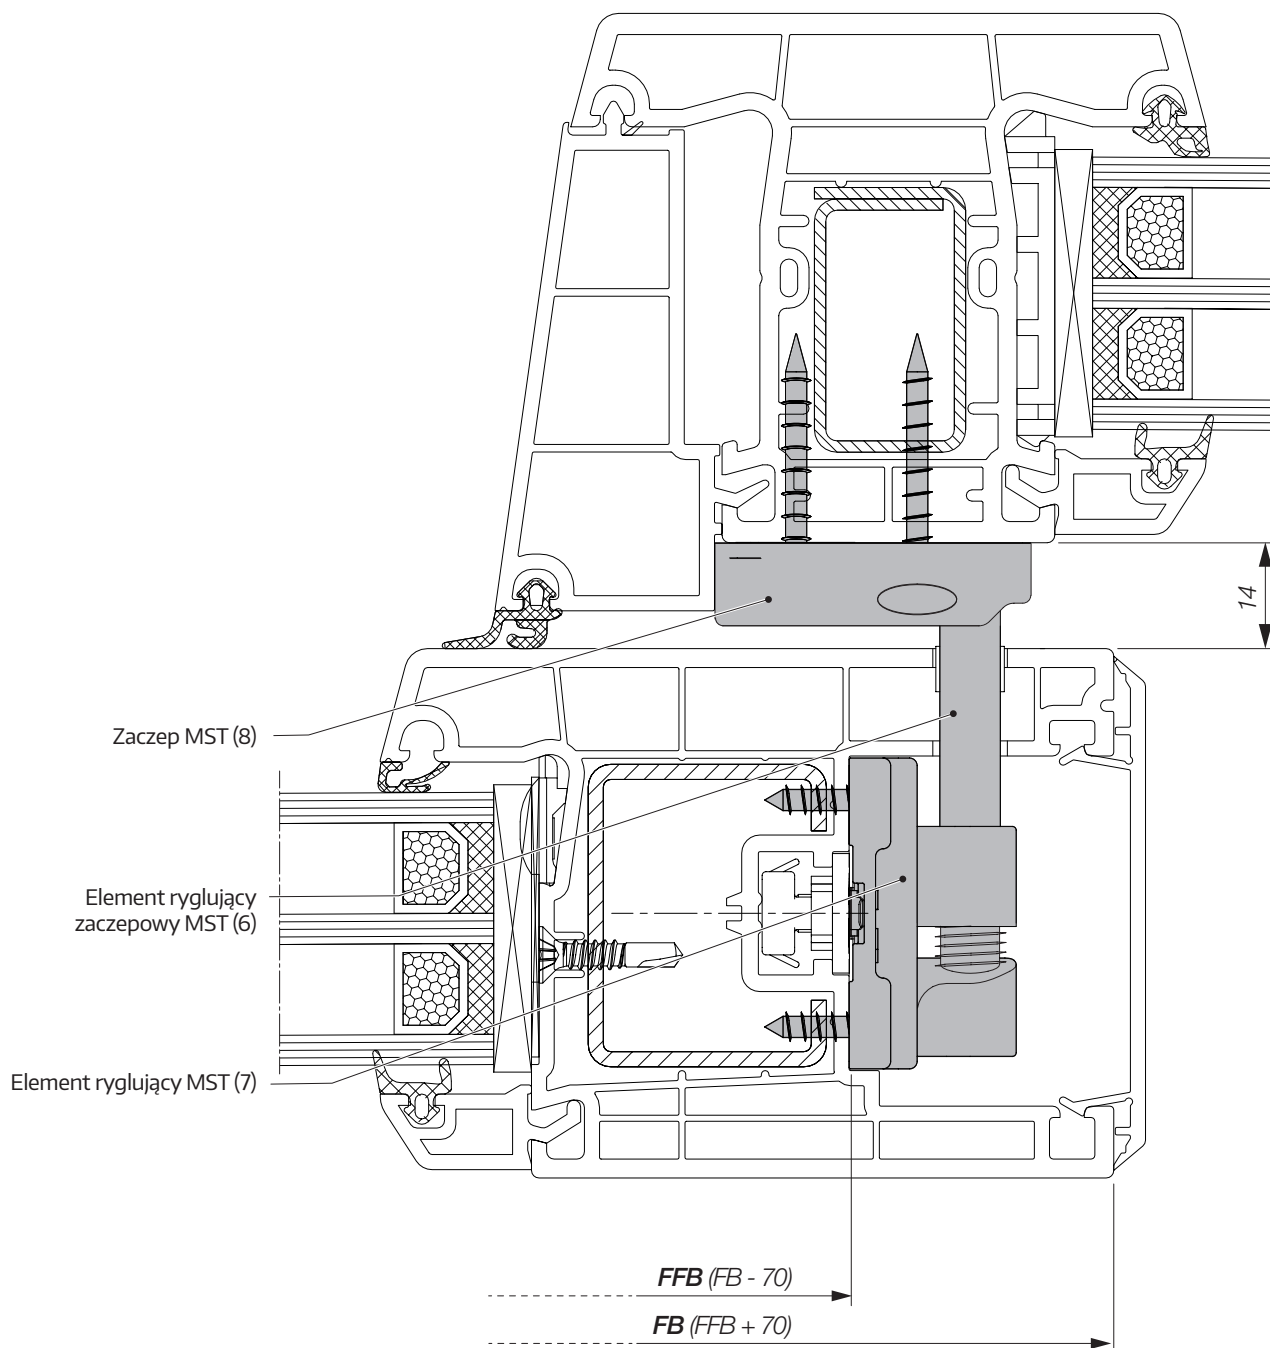 14
Zaczep MST (8)
Element ryglujący
zaczepowy MST (6)
Element ryglujący MST (7)
FFB (FB - 70)
FB (FFB + 70)